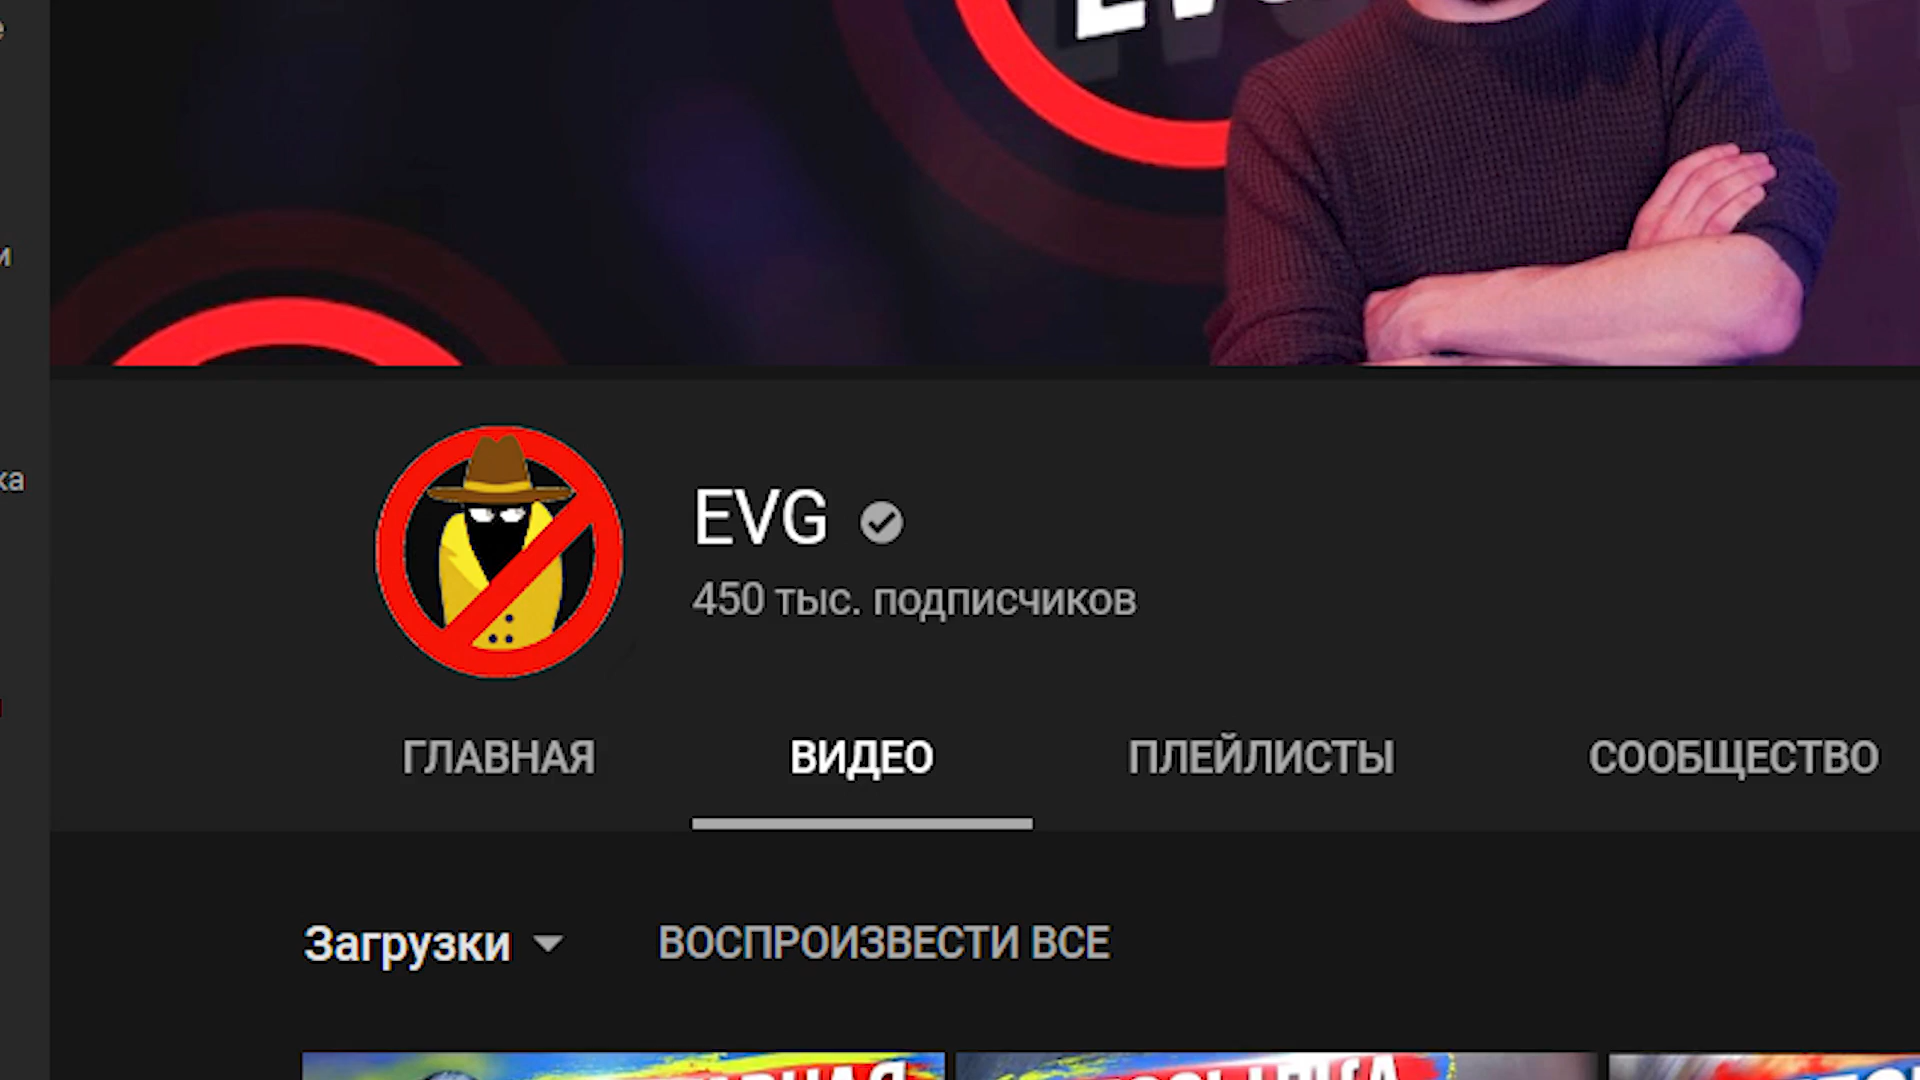 EVG
450 тыс. подписчиков
ГЛАВНАЯ ВИДЕО ПЛЕЙЛИСТЫ СООБЩЕСТВО
Загрузки ВОСПРОИЗВЕСТИ ВСЕ